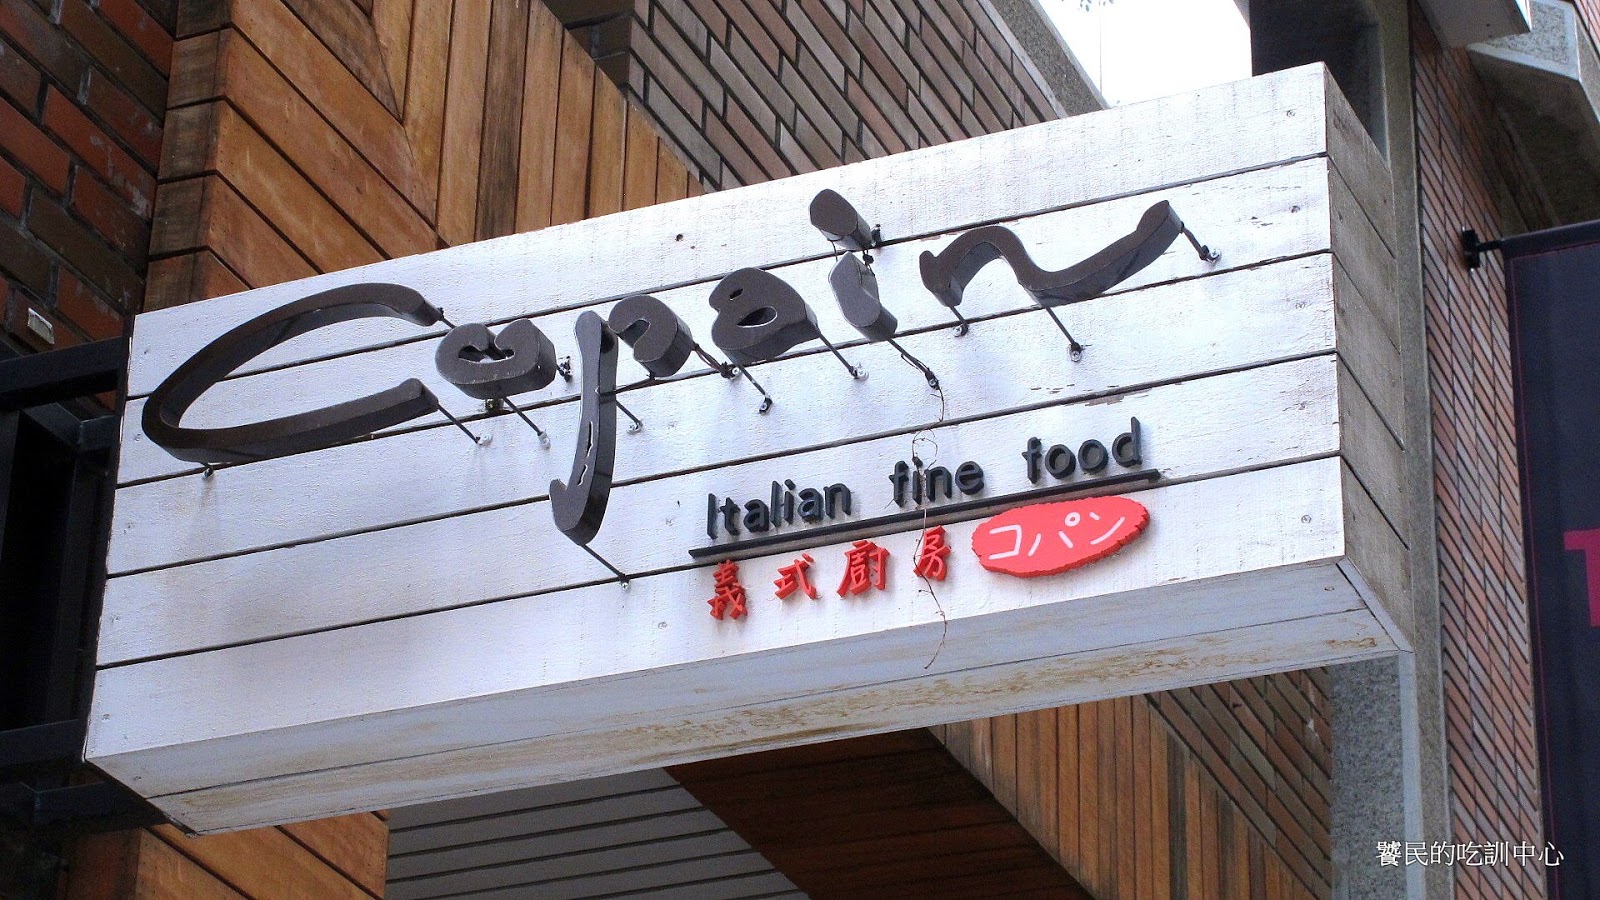 Copain
Italian fine food
義式廚房 コパン
T
饕民的吃訓中心